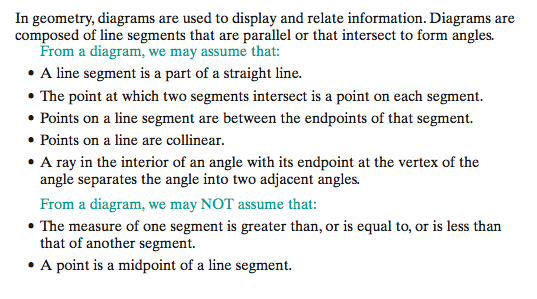 In geometry, diagrams are used to display and relate information. Diagrams are
composed of line segments that are parallel or that intersect to form angles.
From a diagram, we may assume that:
• A line segment is a part of a straight line.
• The point at which two segments intersect is a point on each segment.
• Points on a line segment are between the endpoints of that segment.
• Points on a line are collinear.
• A ray in the interior of an angle with its endpoint at the vertex of the
angle separates the angle into two adjacent angles.
From a diagram, we may NOT assume that:
• The measure of one segment is greater than, or is equal to, or is less than
that of another segment.
• A point is a midpoint of a line segment.